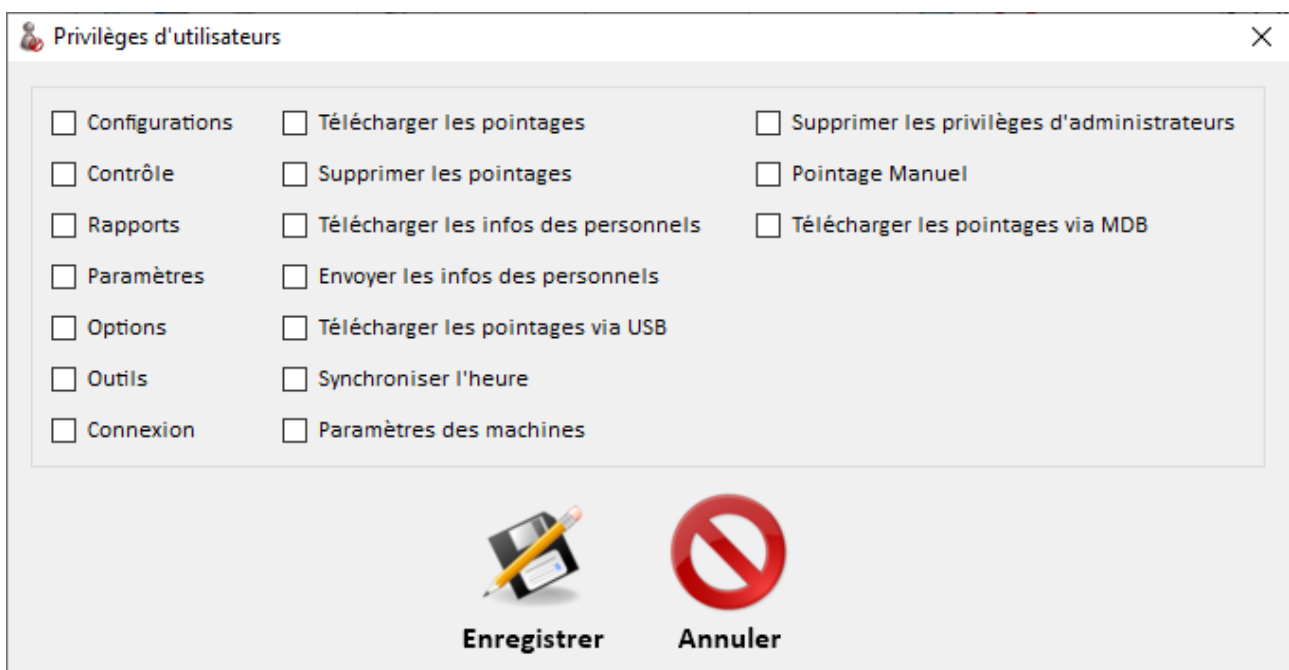 Privilèges d'utilisateurs
Configurations
Télécharger les pointages
Supprimer les privilèges d'administrateurs
Contrôle
Supprimer les pointages
Pointage Manuel
Rapports
Télécharger les infos des personnels
Télécharger les pointages via MDB
Paramètres
Envoyer les infos des personnels
Options
Télécharger les pointages via USB
Outils
Synchroniser l'heure
Connexion
Paramètres des machines
Enregistrer
Annuler